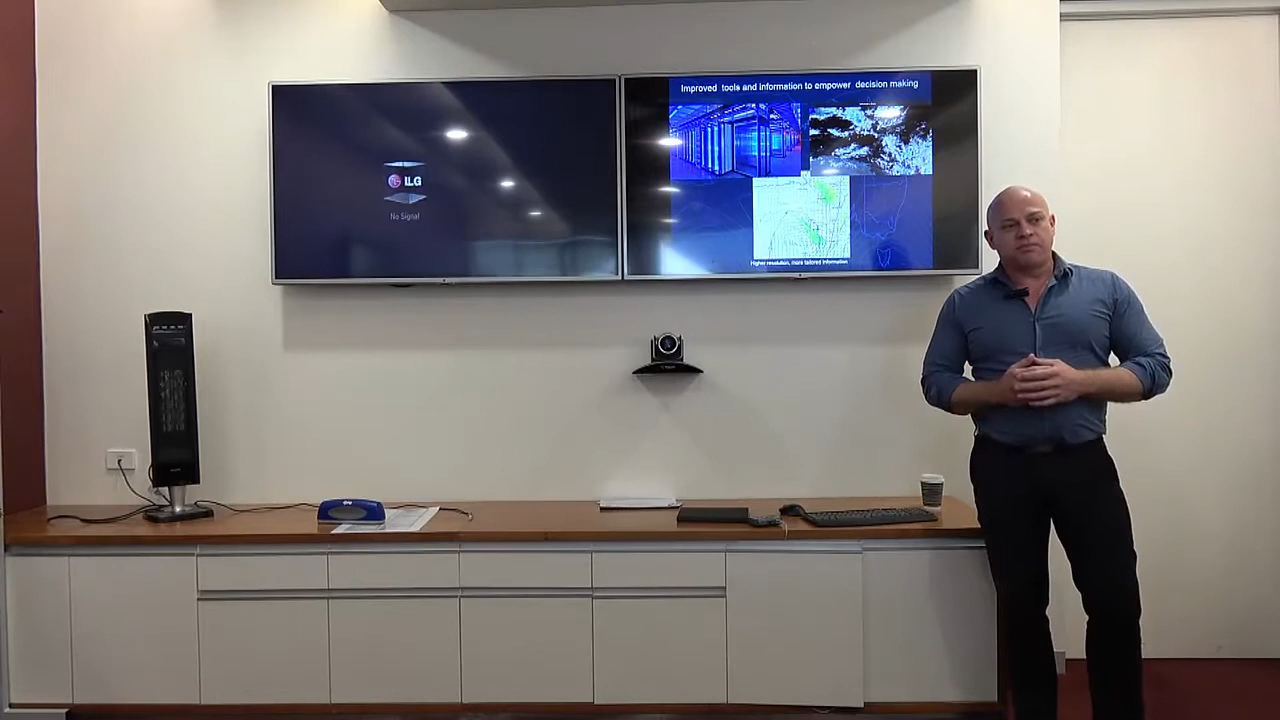 LG
No Signal
Improved tools and information to empower decision making
Higher resolution, more tailored information